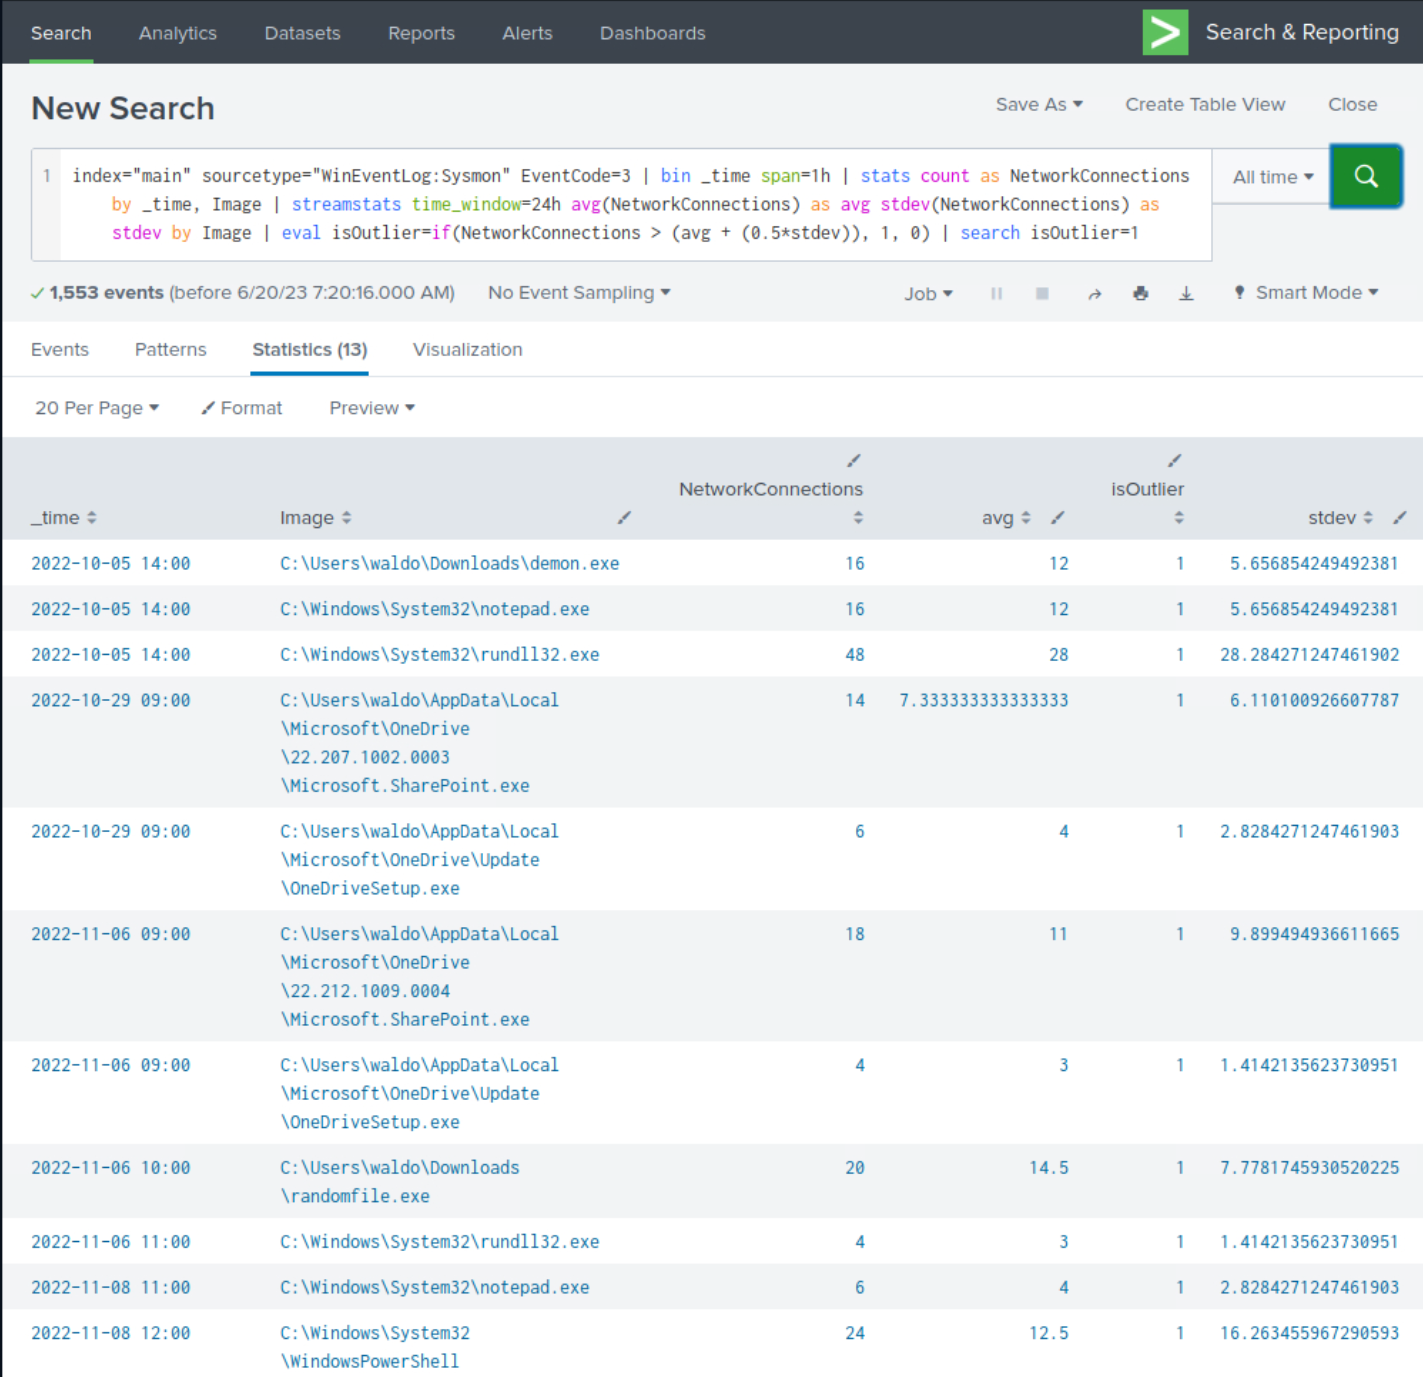 Search Analytics Datasets Reports Alerts Dashboards Search & Reporting
New Search Save As Create Table View Close
1 index="main" sourcetype="WinEventLog:Sysmon" EventCode=3 | bin _time span=1h | stats count as NetworkConnections
by _time, Image | streamstats time_window=24h avg(NetworkConnections) as avg stdev(NetworkConnections) as
stdev by Image | eval isOutlier=if(NetworkConnections > (avg + (0.5*stdev)), 1, 0) | search isOutlier=1
All time
1,553 events (before 6/20/23 7:20:16.000 AM) No Event Sampling Job Smart Mode
Events Patterns Statistics (13) Visualization
20 Per Page Format Preview
_time Image NetworkConnections avg isOutlier stdev
2022-10-05 14:00 C:\Users\waldo\Downloads\demon.exe 16 12 1 5.656854249492381
2022-10-05 14:00 C:\Windows\System32\notepad.exe 16 12 1 5.656854249492381
2022-10-05 14:00 C:\Windows\System32\rundll32.exe 48 28 1 28.284271247461902
2022-10-29 09:00 C:\Users\waldo\AppData\Local 14 7.333333333333333 1 6.110100926607787
\Microsoft\OneDrive
\22.207.1002.0003
\Microsoft.SharePoint.exe
2022-10-29 09:00 C:\Users\waldo\AppData\Local 6 4 1 2.8284271247461903
\Microsoft\OneDrive\Update
\OneDriveSetup.exe
2022-11-06 09:00 C:\Users\waldo\AppData\Local 18 11 1 9.899494936611665
\Microsoft\OneDrive
\22.212.1009.0004
\Microsoft.SharePoint.exe
2022-11-06 09:00 C:\Users\waldo\AppData\Local 4 3 1 1.4142135623730951
\Microsoft\OneDrive\Update
\OneDriveSetup.exe
2022-11-06 10:00 C:\Users\waldo\Downloads 20 14.5 1 7.7781745930520225
\randomfile.exe
2022-11-06 11:00 C:\Windows\System32\rundll32.exe 4 3 1 1.4142135623730951
2022-11-08 11:00 C:\Windows\System32\notepad.exe 6 4 1 2.8284271247461903
2022-11-08 12:00 C:\Windows\System32 24 12.5 1 16.263455967290593
\WindowsPowerShell